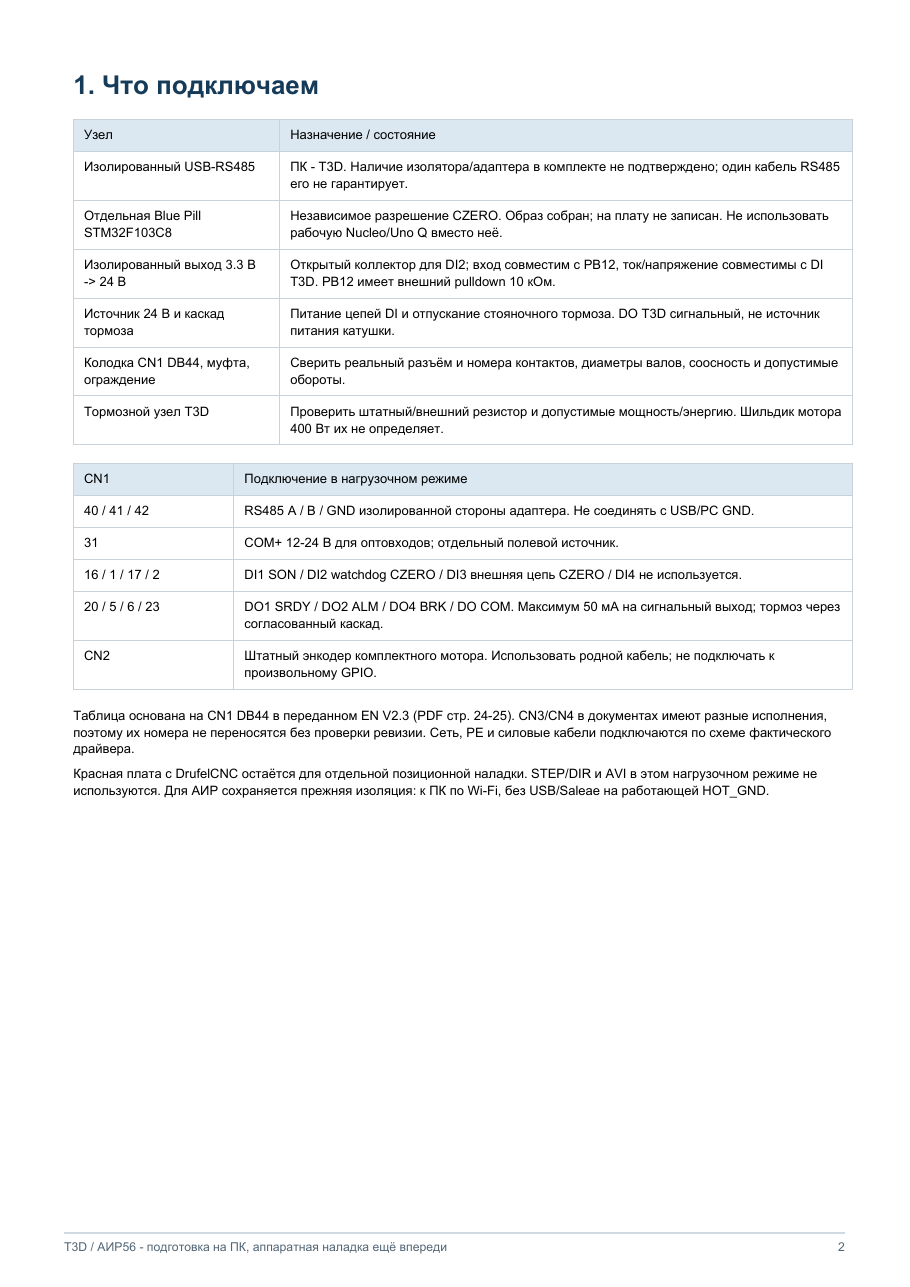 1. Что подключаем
Узел
Назначение / состояние
Изолированный USB-RS485
ПК - T3D. Наличие изолятора/адаптера в комплекте не подтверждено; один кабель RS485
его не гарантирует.
Отдельная Blue Pill
STM32F103C8
Независимое разрешение CZERO. Образ собран; на плату не записан. Не использовать
рабочую Nucleo/Uno Q вместо неё.
Изолированный выход 3.3 В
-> 24 В
Открытый коллектор для DI2; вход совместим с PB12, ток/напряжение совместимы с DI
T3D. PB12 имеет внешний pulldown 10 кОм.
Источник 24 В и каскад
тормоза
Питание цепей DI и отпускание стояночного тормоза. DO T3D сигнальный, не источник
питания катушки.
Колодка CN1 DB44, муфта,
ограждение
Сверить реальный разъём и номера контактов, диаметры валов, соосность и допустимые
обороты.
Тормозной узел T3D
Проверить штатный/внешний резистор и допустимые мощность/энергию. Шильдик мотора
400 Вт их не определяет.
CN1
Подключение в нагрузочном режиме
40 / 41 / 42
RS485 A / B / GND изолированной стороны адаптера. Не соединять с USB/PC GND.
31
COM+ 12-24 В для оптовходов; отдельный полевой источник.
16 / 1 / 17 / 2
DI1 SON / DI2 watchdog CZERO / DI3 внешняя цепь CZERO / DI4 не используется.
20 / 5 / 6 / 23
DO1 SRDY / DO2 ALM / DO4 BRK / DO COM. Максимум 50 мА на сигнальный выход; тормоз через
согласованный каскад.
CN2
Штатный энкодер комплектного мотора. Использовать родной кабель; не подключать к
произвольному GPIO.
Таблица основана на CN1 DB44 в переданном EN V2.3 (PDF стр. 24-25). CN3/CN4 в документах имеют разные исполнения,
поэтому их номера не переносятся без проверки ревизии. Сеть, PE и силовые кабели подключаются по схеме фактического
драйвера.
Красная плата с DrufelCNC остаётся для отдельной позиционной наладки. STEP/DIR и AVI в этом нагрузочном режиме не
используются. Для АИР сохраняется прежняя изоляция: к ПК по Wi-Fi, без USB/Saleae на работающей HOT_GND.
T3D / АИР56 - подготовка на ПК, аппаратная наладка ещё впереди
2